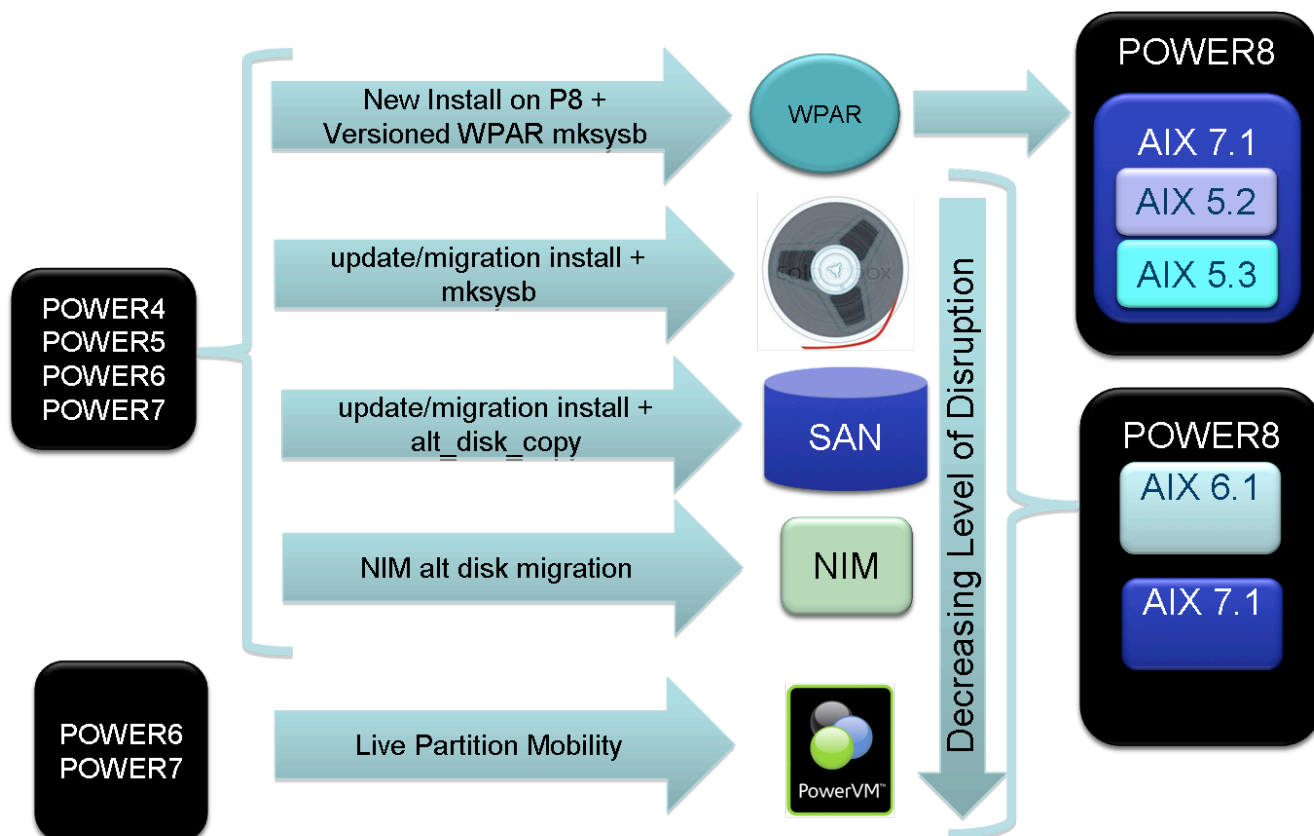 New Install on P8 +
Versioned WPAR mksysb
WPAR
POWER8
AIX 7.1
AIX 5.2
AIX 5.3
update/migration install +
mksysb
POWER4
POWER5
POWER6
POWER7
update/migration install +
alt_disk_copy
SAN
Decreasing Level of Disruption
POWER8
AIX 6.1
AIX 7.1
NIM alt disk migration
NIM
POWER6
POWER7
Live Partition Mobility
PowerVM™